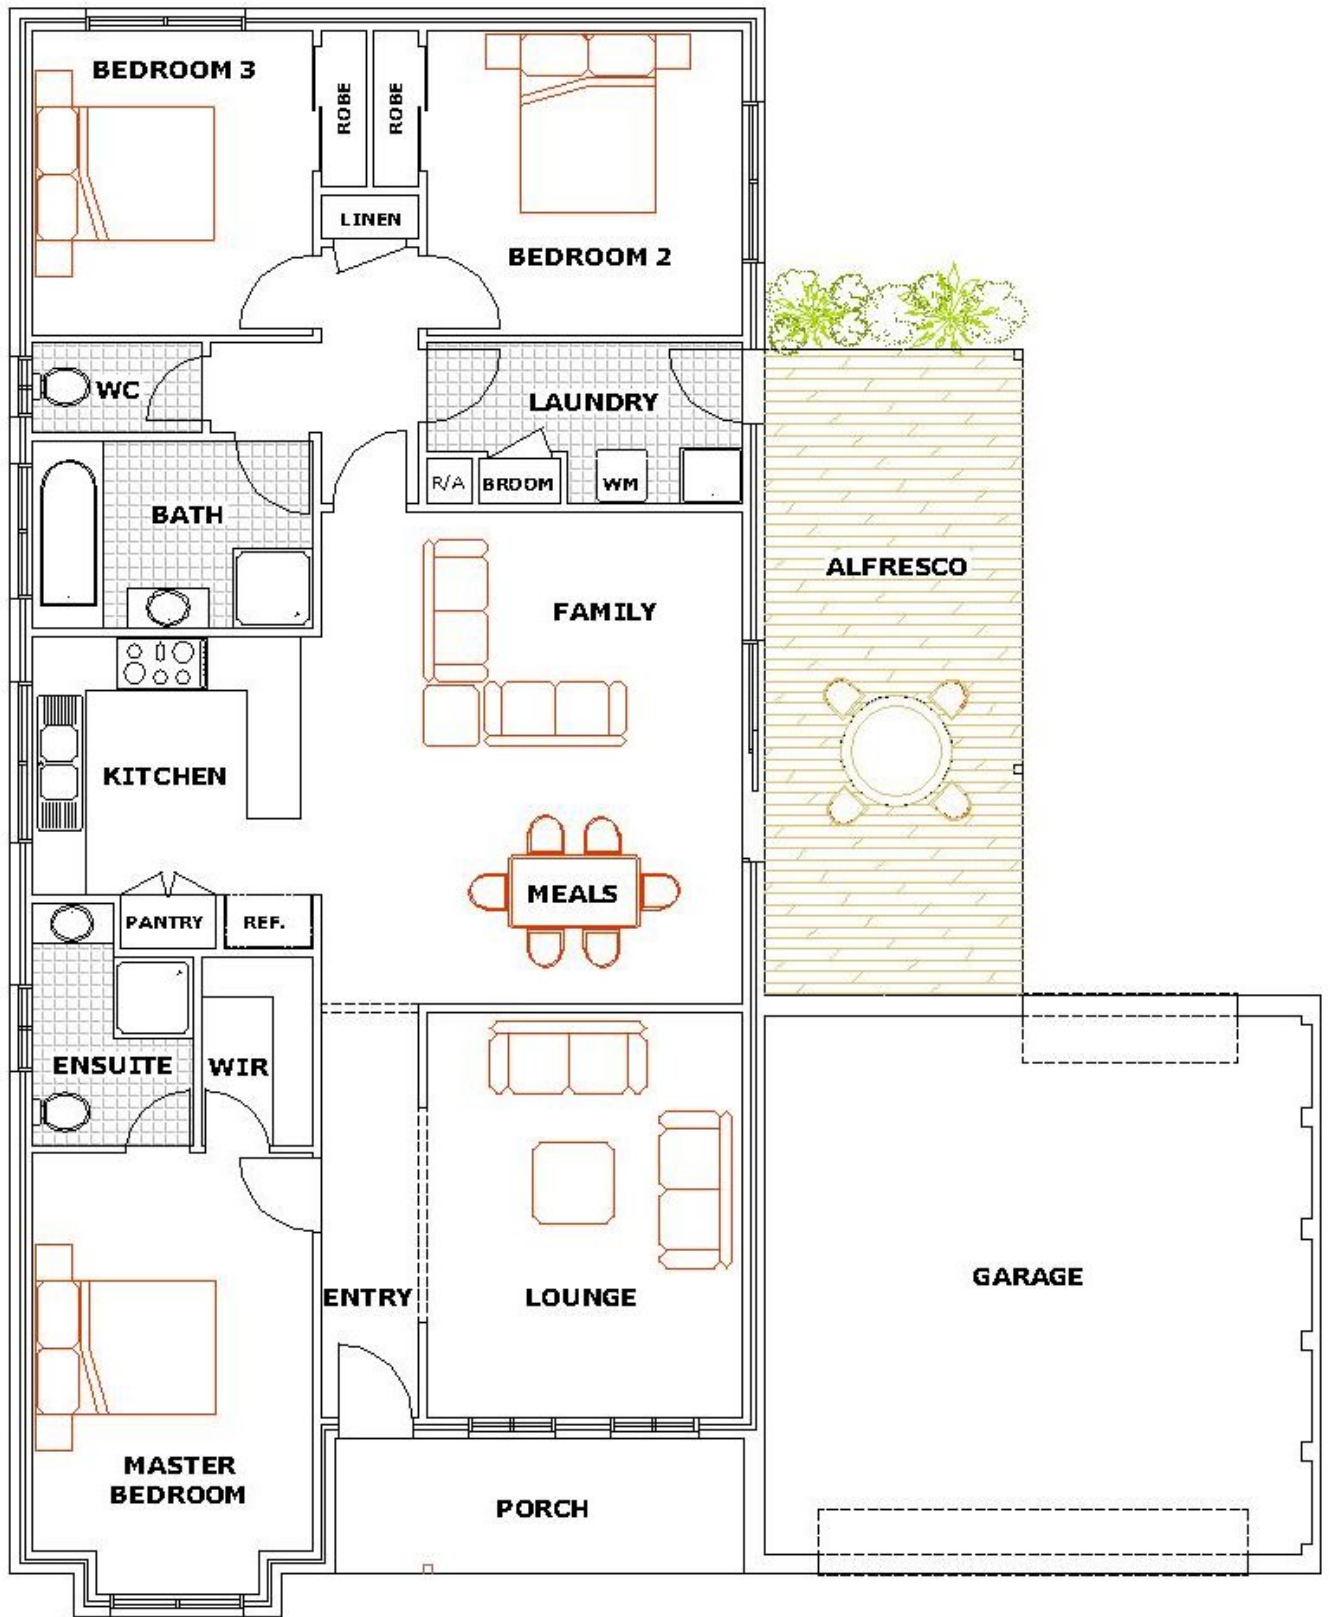 BEDROOM 3
ROBE
ROBE
LINEN
BEDROOM 2
WC
LAUNDRY
R/A
BROOM
WM
BATH
ALFRESCO
FAMILY
KITCHEN
MEALS
PANTRY
REF.
ENSUITE
WIR
GARAGE
ENTRY
LOUNGE
MASTER
BEDROOM
PORCH